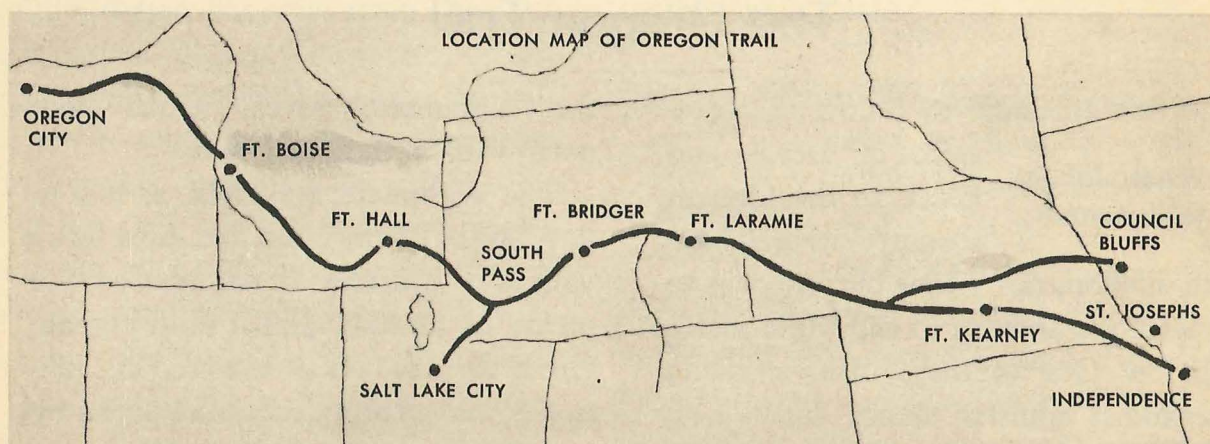 LOCATION MAP OF OREGON TRAIL
OREGON
CITY
FT. BOISE
FT. HALL
SOUTH
PASS
FT. BRIDGER
FT. LARAMIE
COUNCIL
BLUFFS
ST. JOSEPHS
FT. KEARNEY
SALT LAKE CITY
INDEPENDENCE